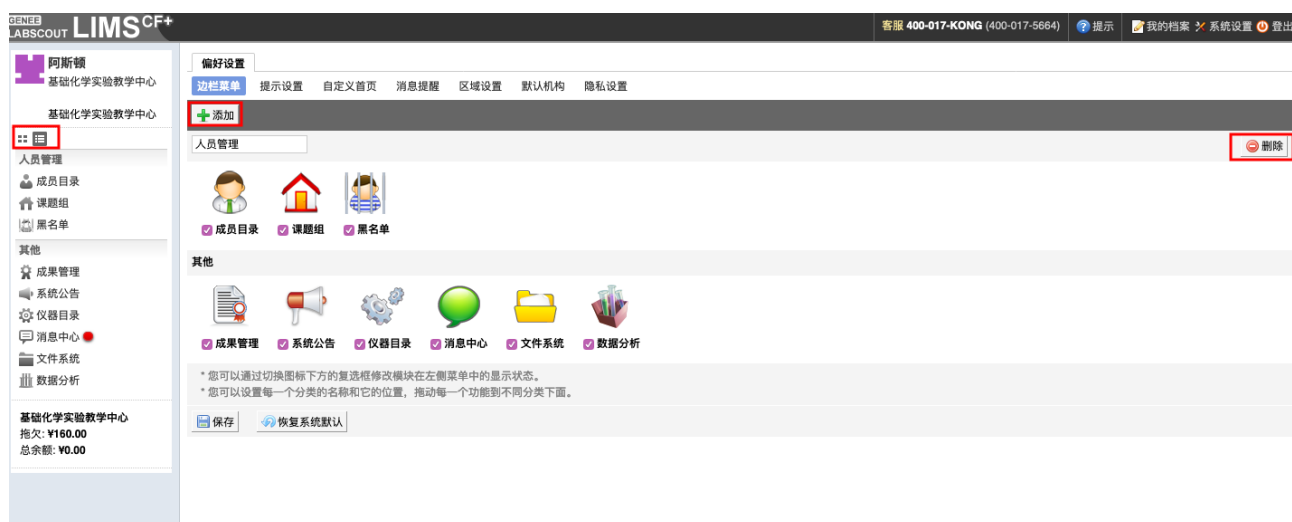 GENEE
LABSCOUT LIMS CF+
客服 400-017-KONG (400-017-5664) 提示 我的档案 系统设置 登出
阿斯顿
基础化学实验教学中心
基础化学实验教学中心
人员管理
成员目录
课题组
黑名单
其他
成果管理
系统公告
仪器目录
消息中心
文件系统
数据分析
基础化学实验教学中心
拖欠: ¥160.00
总余额: ¥0.00
偏好设置
边栏菜单 提示设置 自定义首页 消息提醒 区域设置 默认机构 隐私设置
添加
人员管理 删除
成员目录 课题组 黑名单
其他
成果管理 系统公告 仪器目录 消息中心 文件系统 数据分析
* 您可以通过切换图标下方的复选框修改模块在左侧菜单中的显示状态。
* 您可以设置每一个分类的名称和它的位置，拖动每一个功能到不同分类下面。
保存 恢复系统默认